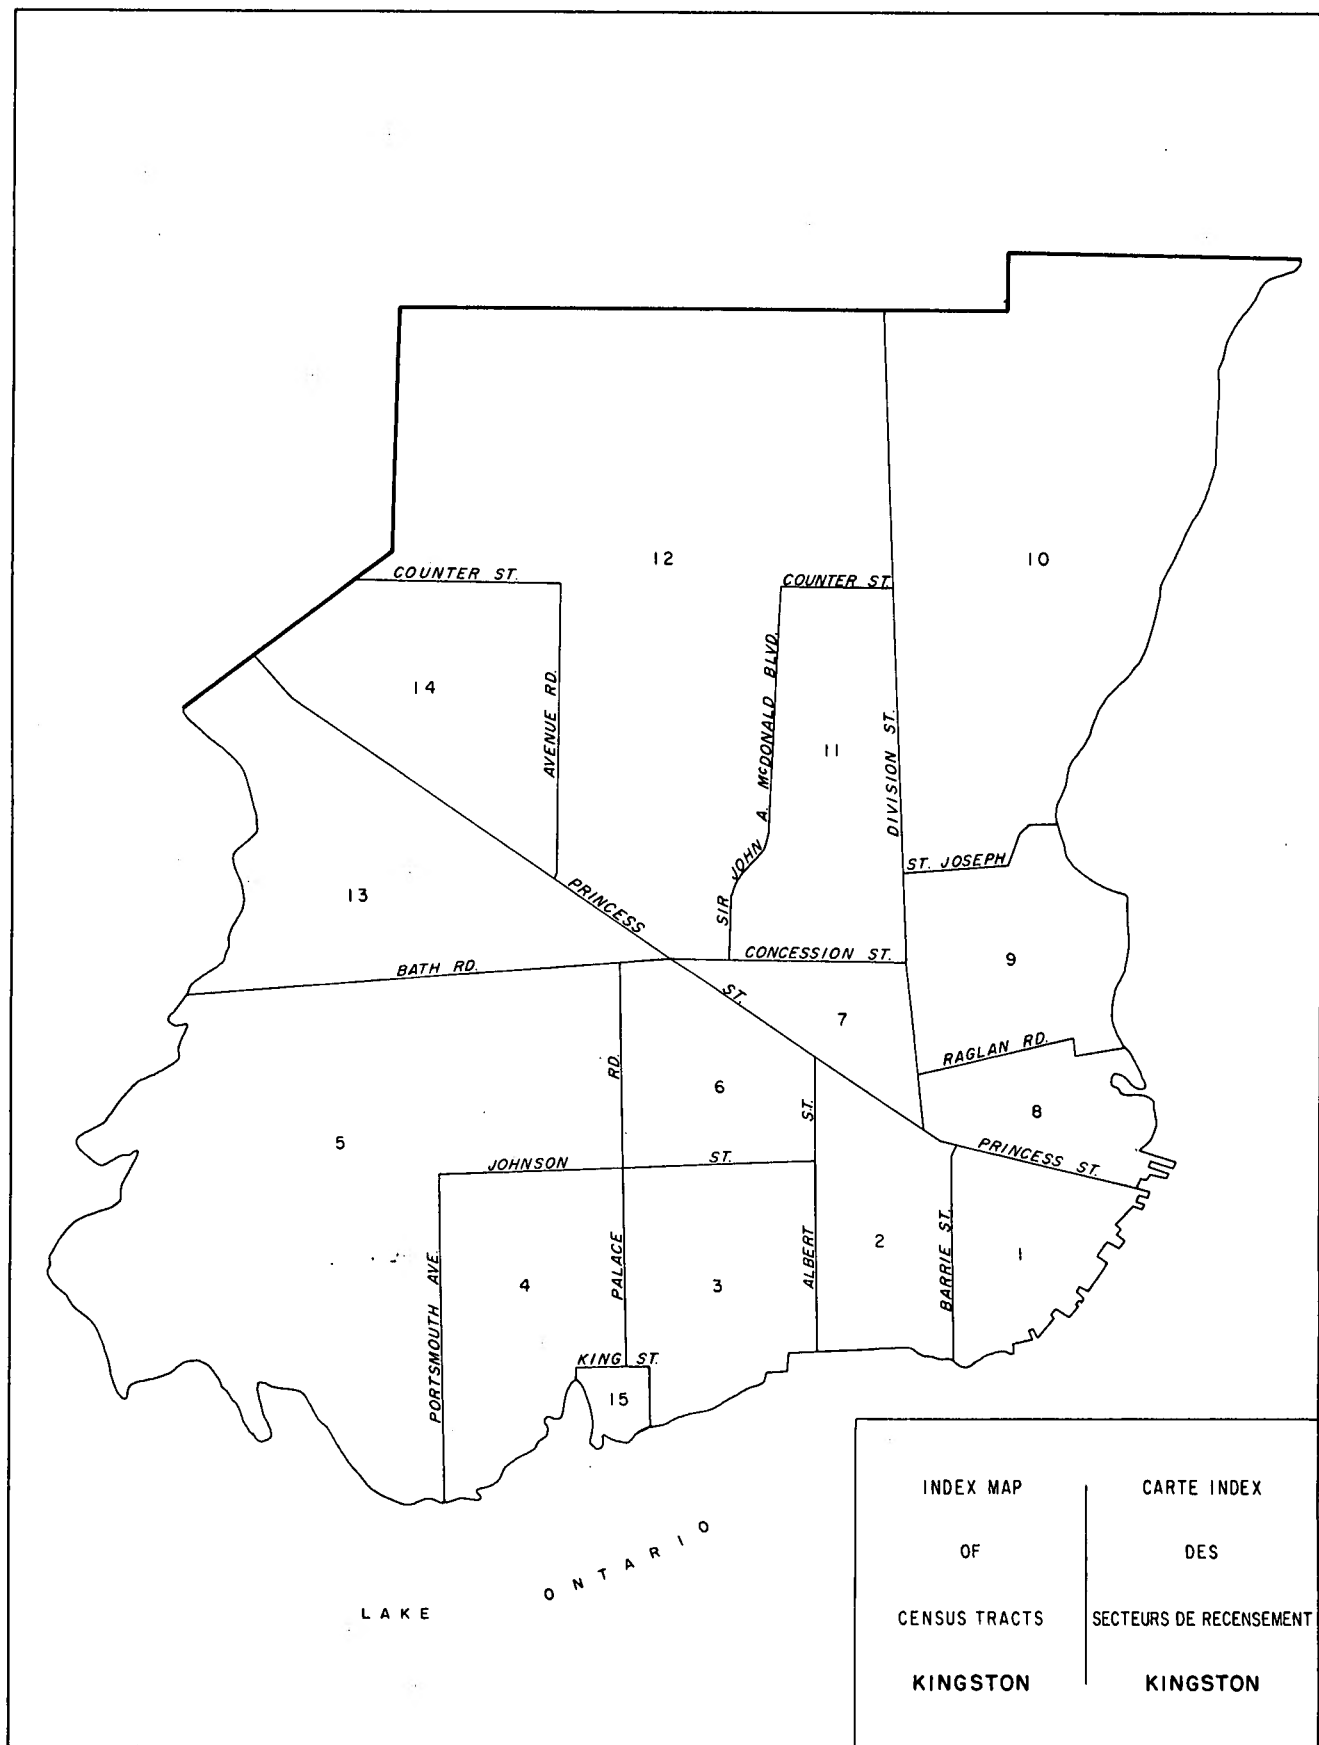 12
10
COUNTER ST.
COUNTER ST.
14
AVENUE RD.
SIR JOHN A. McDONALD BLVD.
11
DIVISION ST.
ST. JOSEPH
13
PRINCESS ST.
BATH RD.
CONCESSION ST.
9
7
RAGLAN RD.
6
8
5
PALACE RD.
ALBERT ST.
JOHNSON ST.
PRINCESS ST.
PORTSMOUTH AVE.
4
3
2
BARRIE ST.
1
KING ST.
15
LAKE ONTARIO
INDEX MAP
OF
CENSUS TRACTS
KINGSTON
CARTE INDEX
DES
SECTEURS DE RECENSEMENT
KINGSTON